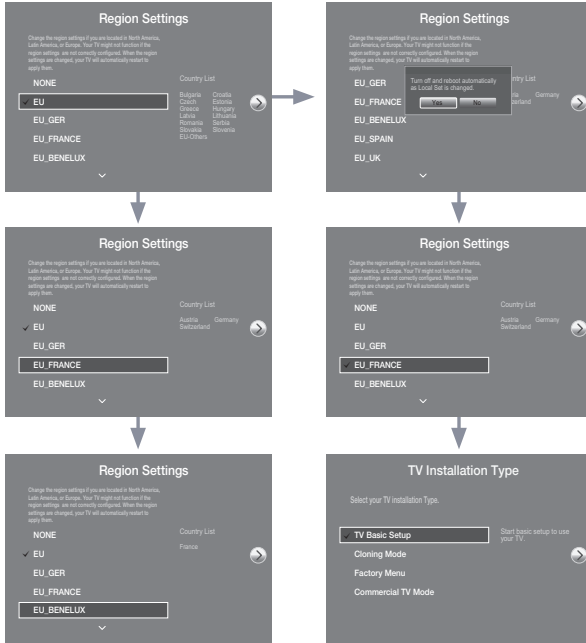 Region Settings
Change the region settings if you are located in North America,
Latin America, or Europe. Your TV might not function if the
region settings are not correctly configured. When the region
settings are changed, your TV will automatically restart to
apply them.
NONE
EU
EU_GER
EU_FRANCE
EU_BENELUX
Country List
Bulgaria Croatia
Czech Estonia
Greece Hungary
Latvia Lithuania
Romania Serbia
Slovakia Slovenia
EU-Others
Region Settings
Change the region settings if you are located in North America,
Latin America, or Europe. Your TV might not function if the
region settings are not correctly configured. When the region
settings are changed, your TV will automatically restart to
apply them.
EU_GER
EU_FRANCE
EU_BENELUX
EU_SPAIN
EU_UK
Turn off and reboot automatically
as Local Set is changed.
Yes No
ntry List
ria Germany
zerland
Region Settings
Change the region settings if you are located in North America,
Latin America, or Europe. Your TV might not function if the
region settings are not correctly configured. When the region
settings are changed, your TV will automatically restart to
apply them.
NONE
EU
EU_GER
EU_FRANCE
EU_BENELUX
Country List
Austria Germany
Switzerland
Region Settings
Change the region settings if you are located in North America,
Latin America, or Europe. Your TV might not function if the
region settings are not correctly configured. When the region
settings are changed, your TV will automatically restart to
apply them.
NONE
EU
EU_GER
EU_FRANCE
EU_BENELUX
Country List
Austria Germany
Switzerland
Region Settings
Change the region settings if you are located in North America,
Latin America, or Europe. Your TV might not function if the
region settings are not correctly configured. When the region
settings are changed, your TV will automatically restart to
apply them.
NONE
EU
EU_GER
EU_FRANCE
EU_BENELUX
Country List
France
TV Installation Type
Select your TV installation Type.
TV Basic Setup
Cloning Mode
Factory Menu
Commercial TV Mode
Start basic setup to use
your TV.